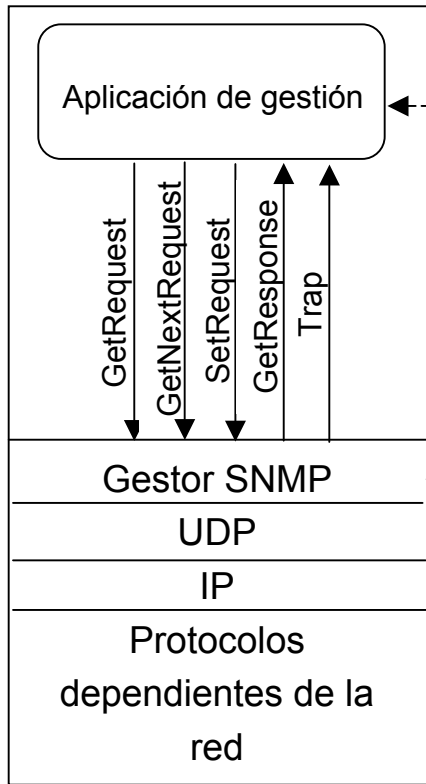 Aplicación de gestión
GetRequest
GetNextRequest
SetRequest
GetResponse
Trap
Gestor SNMP
UDP
IP
Protocolos
dependientes de la
red